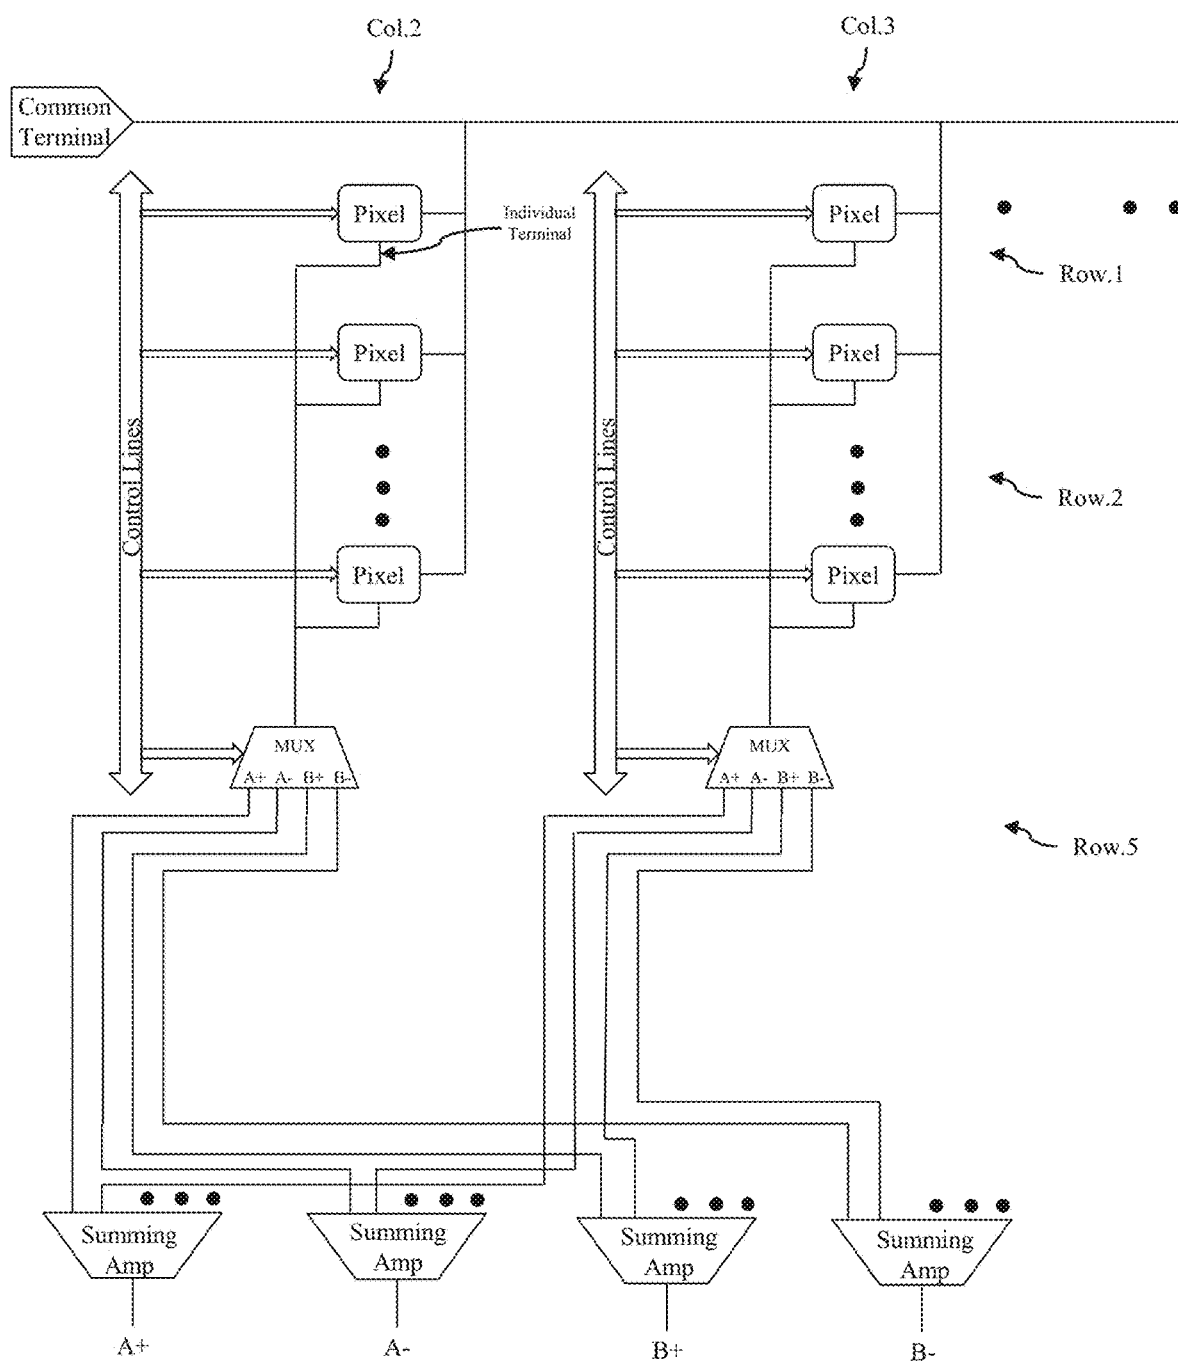 Col.2
Col.3
Common
Terminal
Pixel
Pixel
Individual
Terminal
Row.1
Pixel
Pixel
Control Lines
Control Lines
Row.2
Pixel
Pixel
MUX
A+ A- B+ B-
MUX
A+ A- B+ B-
Row.5
Summing
Amp
Summing
Amp
Summing
Amp
Summing
Amp
A+
A-
B+
B-